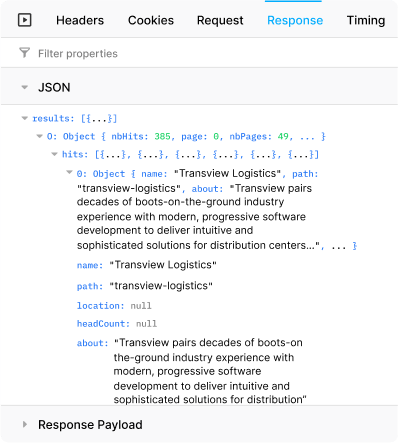 Headers Cookies Request Response Timing
Filter properties
JSON
results: [{...}]
0: Object { nbHits: 385, page: 0, nbPages: 49, ... }
hits: [{...}, {...}, {...}, {...}, {...}, {...}]
0: Object { name: "Transview Logistics", path:
"transview-logistics", about: "Transview pairs
decades of boots-on-the-ground industry
experience with modern, progressive software
development to deliver intuitive and
sophisticated solutions for distribution centers...", ... }
name: "Transview Logistics"
path: "transview-logistics"
location: null
headCount: null
about: "Transview pairs decades of boots-on
the-ground industry experience with
modern, progressive software
development to deliver intuitive and
sophisticated solutions for distribution”
Response Payload